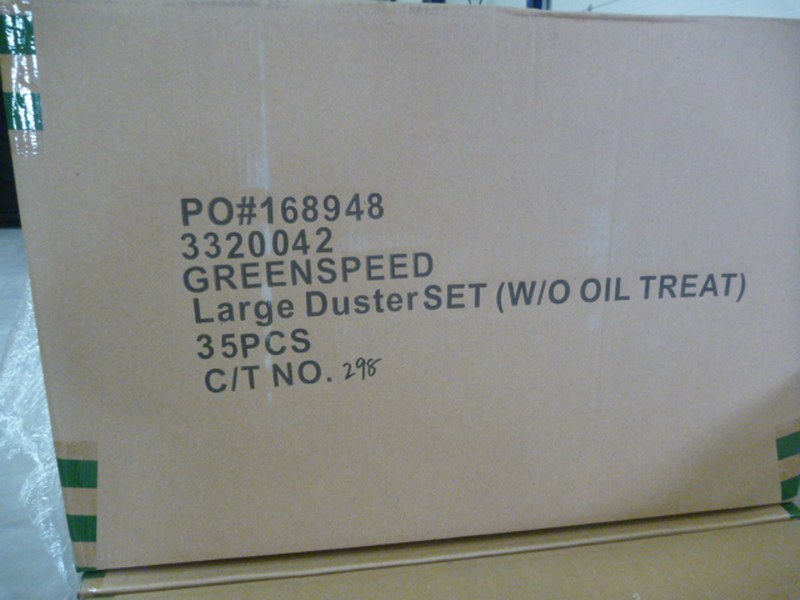 PO#168948
3320042
GREENSPEED
Large Duster SET (W/O OIL TREAT)
35PCS
C/T NO. 298